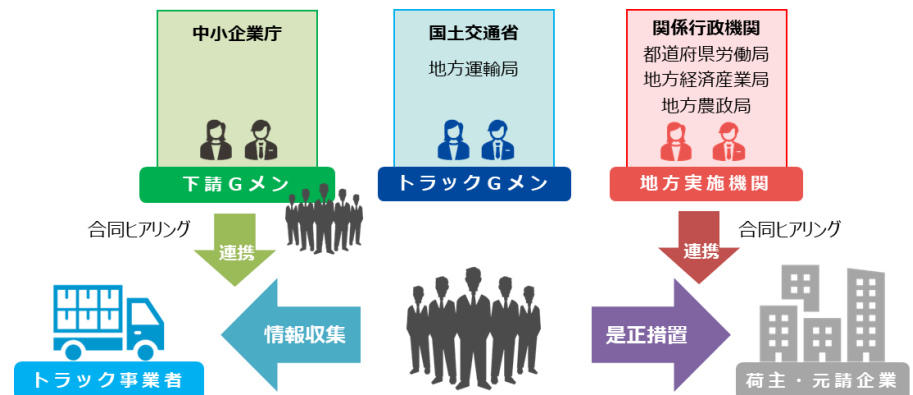 中小企業庁
国土交通省
地方運輸局
関係行政機関
都道府県労働局
地方経済産業局
地方農政局
下請Gメン
トラックGメン
地方実施機関
合同ヒアリング
連携
連携
合同ヒアリング
情報収集
是正措置
トラック事業者
荷主・元請企業